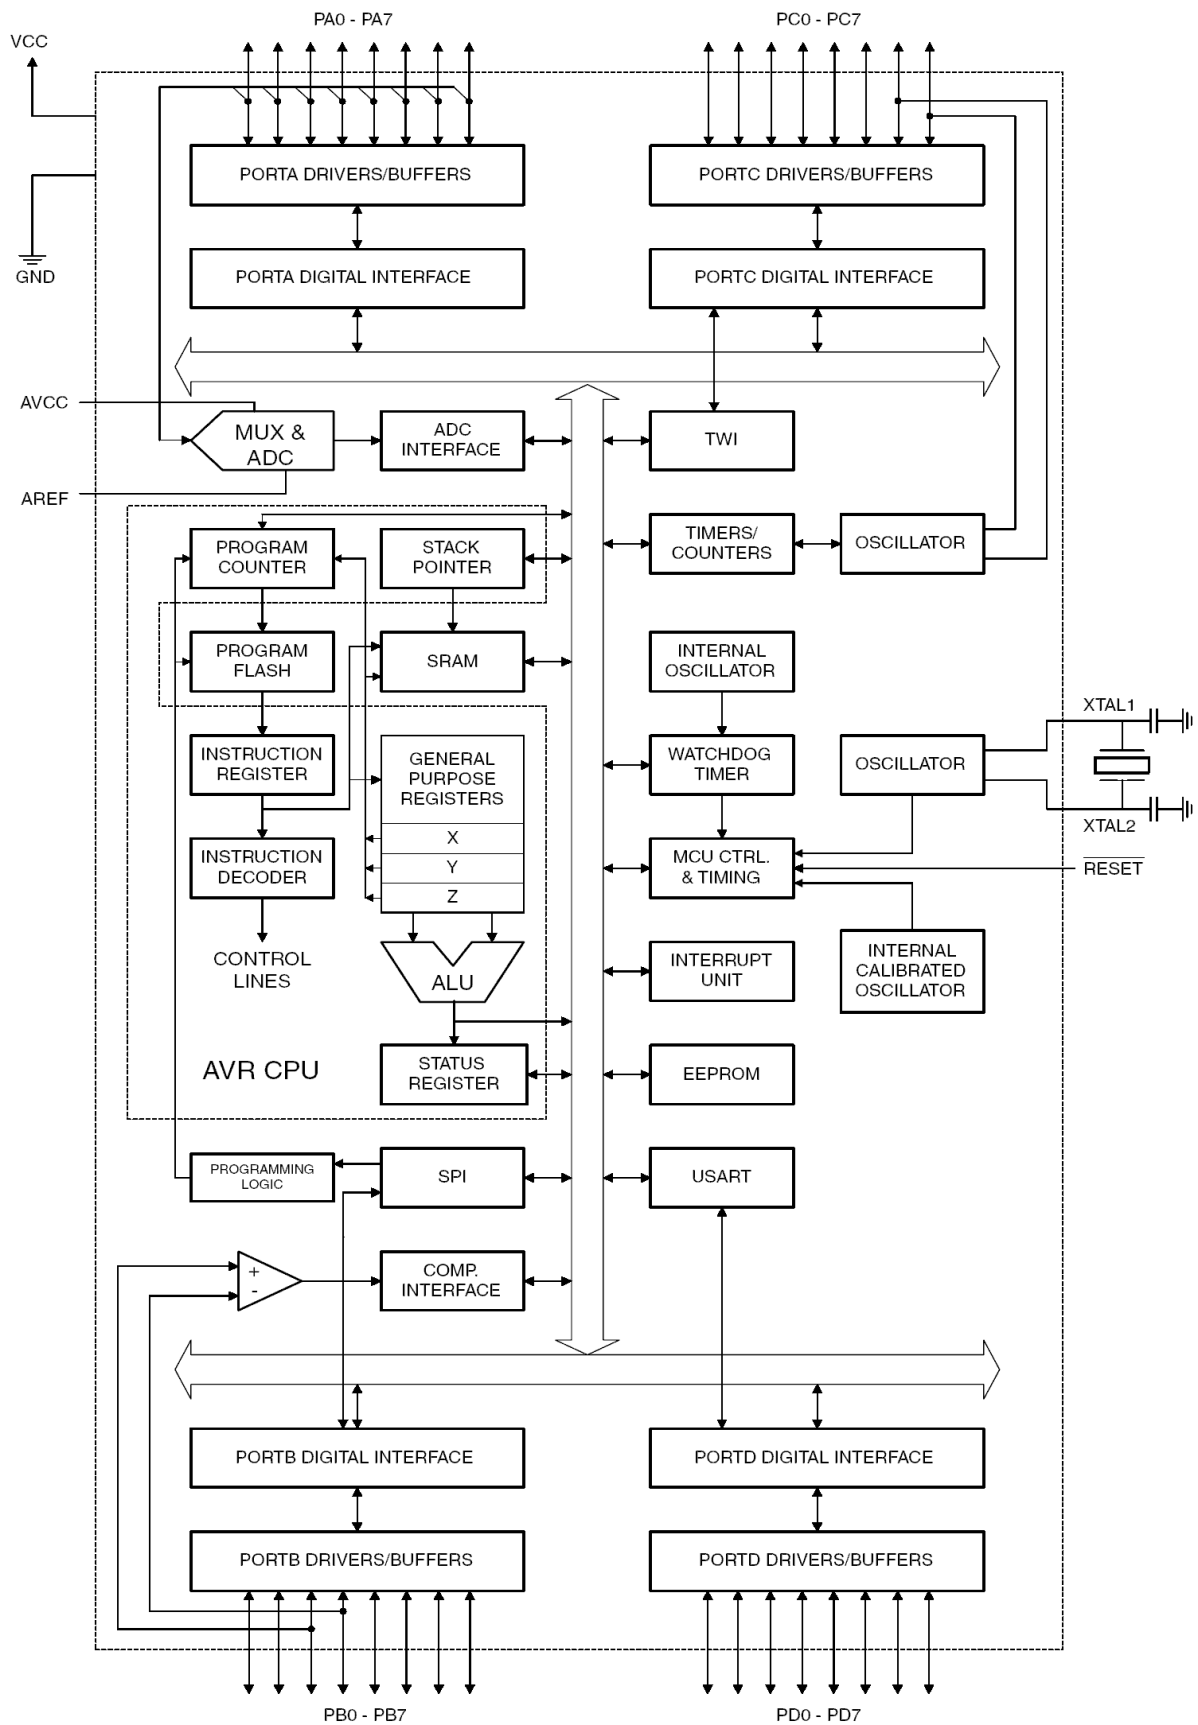 PA0 - PA7
PC0 - PC7
VCC
PORTA DRIVERS/BUFFERS
PORTC DRIVERS/BUFFERS
GND
PORTA DIGITAL INTERFACE
PORTC DIGITAL INTERFACE
AVCC
MUX &
ADC
ADC
INTERFACE
TWI
AREF
PROGRAM
COUNTER
STACK
POINTER
TIMERS/
COUNTERS
OSCILLATOR
PROGRAM
FLASH
SRAM
INTERNAL
OSCILLATOR
XTAL1
INSTRUCTION
REGISTER
GENERAL
PURPOSE
REGISTERS
WATCHDOG
TIMER
OSCILLATOR
XTAL2
X
Y
Z
INSTRUCTION
DECODER
MCU CTRL.
& TIMING
RESET
CONTROL
LINES
ALU
INTERRUPT
UNIT
INTERNAL
CALIBRATED
OSCILLATOR
AVR CPU
STATUS
REGISTER
EEPROM
PROGRAMMING
LOGIC
SPI
USART
+
-
COMP.
INTERFACE
PORTB DIGITAL INTERFACE
PORTD DIGITAL INTERFACE
PORTB DRIVERS/BUFFERS
PORTD DRIVERS/BUFFERS
PB0 - PB7
PD0 - PD7